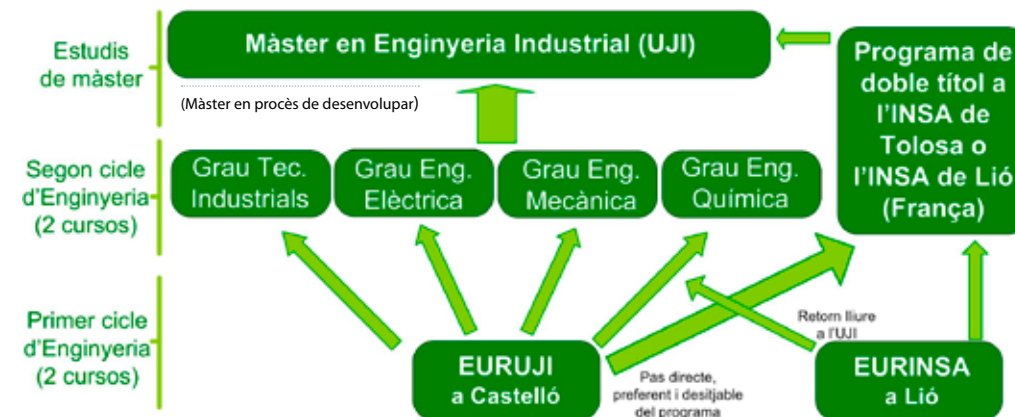 Estudis
de màster
Màster en Enginyeria Industrial (UJI)
(Màster en procès de desenvolupar)
Programa de
doble títol a
l'INSA de
Tolosa o
l'INSA de Lió
(França)
Segon cicle
d'Enginyeria
(2 cursos)
Grau Tec.
Industrials
Grau Eng.
Elèctrica
Grau Eng.
Mecànica
Grau Eng.
Química
Primer cicle
d'Enginyeria
(2 cursos)
EURUJI
a Castelló
Pas directe,
preferent i desitjable
del programa
Retorn lliure
a l'UJI
EURINSA
a Lió